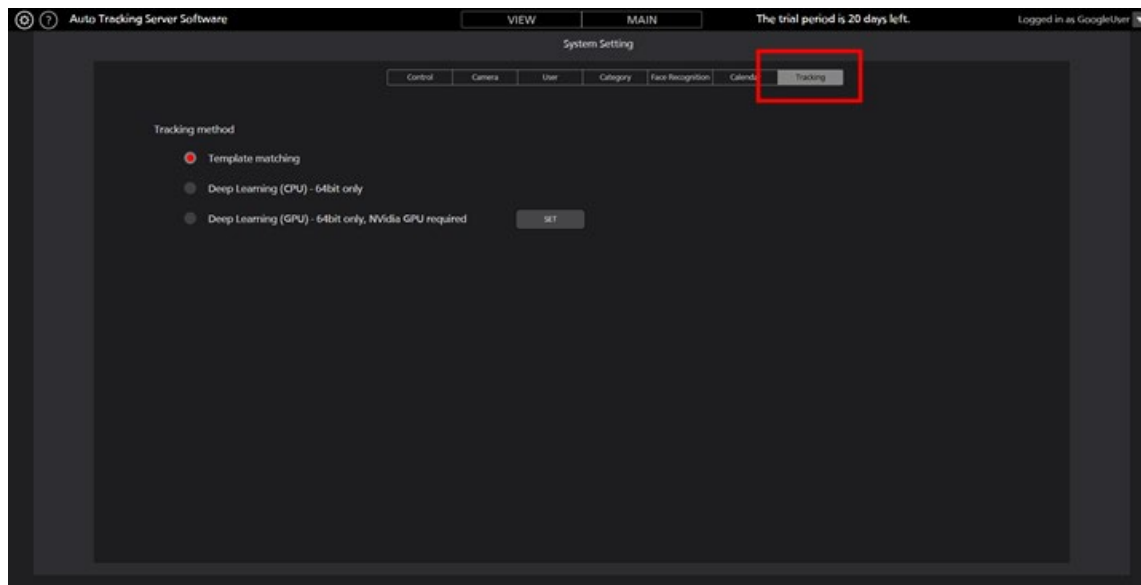 Auto Tracking Server Software VIEW MAIN The trial period is 20 days left. Logged in as GoogleUser
System Setting
Control Camera User Category Face Recognition Calendar Tracking
Tracking method
Template matching
Deep Learning (CPU) - 64bit only
Deep Learning (GPU) - 64bit only, NVidia GPU required SET